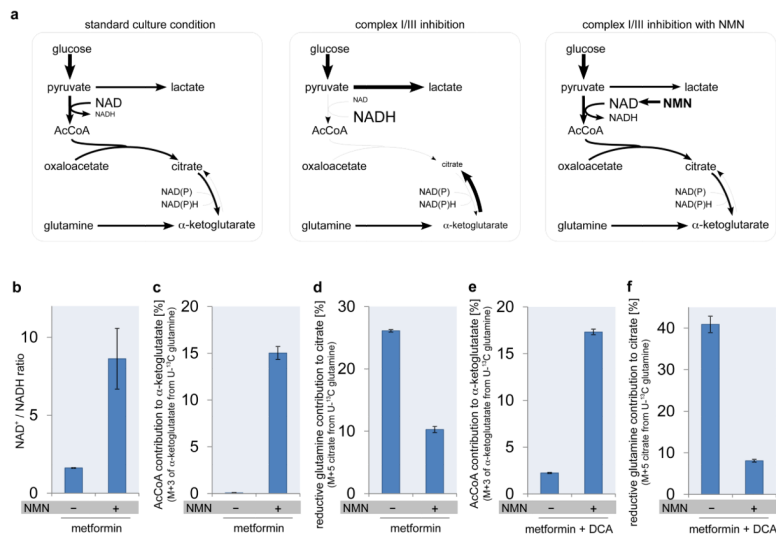 a
standard culture condition
glucose
pyruvate
lactate
NAD
NADH
AcCoA
oxaloacetate
citrate
NAD(P)
NAD(P)H
glutamine
α-ketoglutarate
complex I/III inhibition
glucose
pyruvate
lactate
NAD
NADH
AcCoA
oxaloacetate
citrate
NAD(P)
NAD(P)H
glutamine
α-ketoglutarate
complex I/III inhibition with NMN
glucose
pyruvate
lactate
NAD
NMN
NADH
AcCoA
oxaloacetate
citrate
NAD(P)
NAD(P)H
glutamine
α-ketoglutarate
b
NAD⁺ / NADH ratio
10
5
0
NMN
− +
metformin
c
AcCoA contribution to α-ketoglutatate [%]
(M+3 of α-ketoglutatate from U-¹³C glutamine)
20
15
10
5
0
− +
metformin
d
reductive glutamine contribution to citrate [%]
(M+5 citrate from U-¹³C glutamine)
30
20
10
0
NMN
− +
metformin
e
AcCoA contribution to α-ketoglutatate [%]
(M+3 of α-ketoglutatate from U-¹³C glutamine)
20
15
10
5
0
− +
metformin + DCA
f
reductive glutamine contribution to citrate [%]
(M+5 citrate from U-¹³C glutamine)
40
30
20
10
0
NMN
− +
metformin + DCA